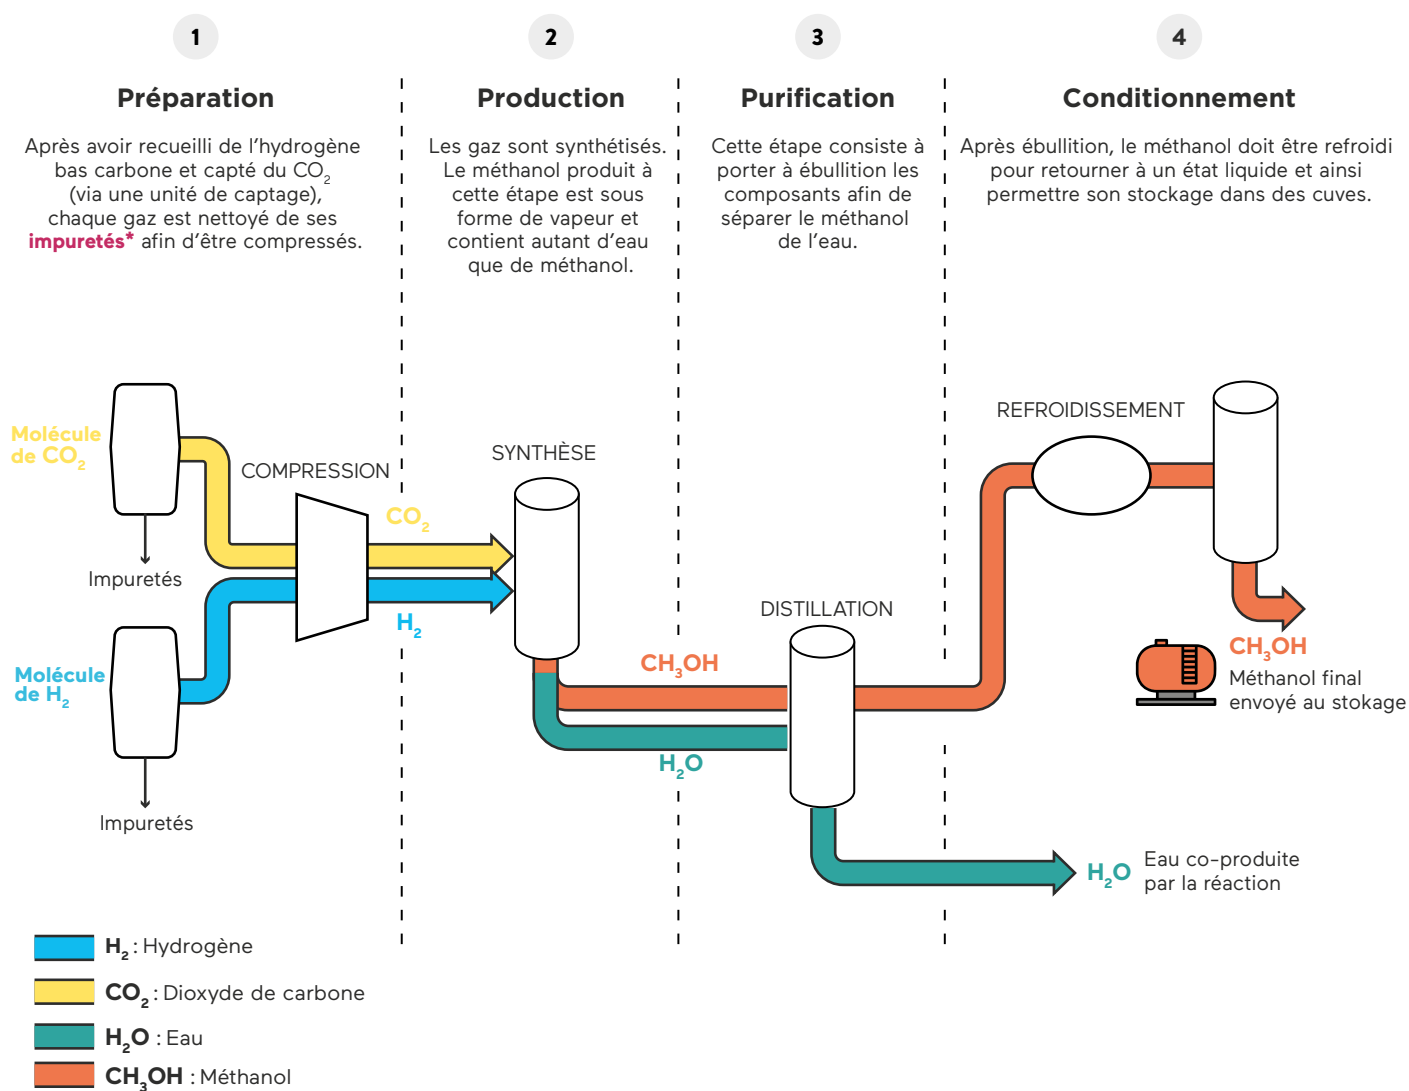 1
Préparation
Après avoir recueilli de l'hydrogène
bas carbone et capté du CO₂
(via une unité de captage),
chaque gaz est nettoyé de ses
impuretés* afin d'être compressés.
2
Production
Les gaz sont synthétisés.
Le méthanol produit à
cette étape est sous
forme de vapeur et
contient autant d'eau
que de méthanol.
3
Purification
Cette étape consiste à
porter à ébullition les
composants afin de
séparer le méthanol
de l'eau.
4
Conditionnement
Après ébullition, le méthanol doit être refroidi
pour retourner à un état liquide et ainsi
permettre son stockage dans des cuves.
Molécule
de CO₂
Impuretés
Molécule
de H₂
Impuretés
COMPRESSION
CO₂
H₂
SYNTHÈSE
CH₃OH
H₂O
DISTILLATION
REFROIDISSEMENT
CH₃OH
Méthanol final
envoyé au stokage
H₂O
Eau co-produite
par la réaction
H₂ : Hydrogène
CO₂ : Dioxyde de carbone
H₂O : Eau
CH₃OH : Méthanol